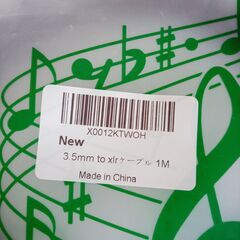 X0012KTWOH
New
3.5mm to xlrケーブル 1M
Made in China